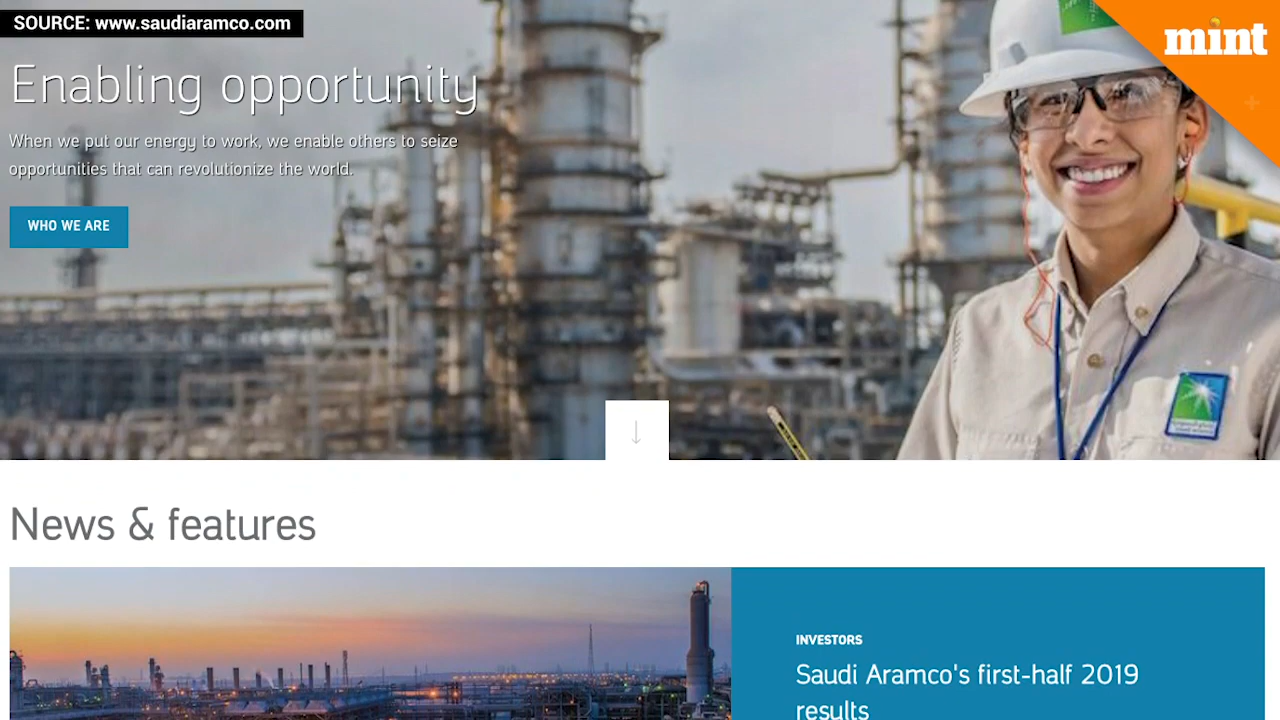 SOURCE: www.saudiaramco.com
mint
Enabling opportunity
When we put our energy to work, we enable others to seize
opportunities that can revolutionize the world.
WHO WE ARE
News & features
INVESTORS
Saudi Aramco's first-half 2019
results